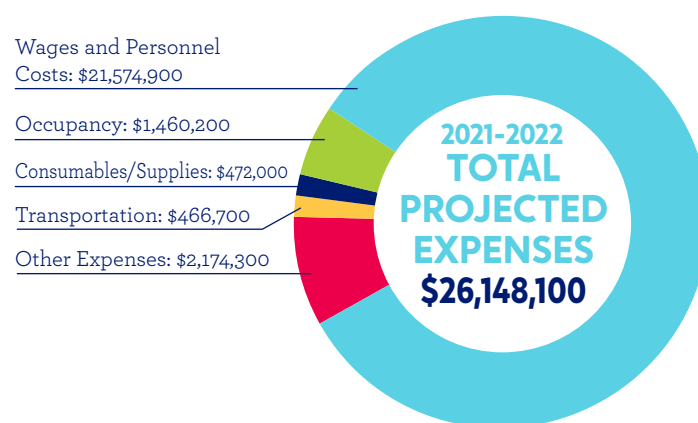 Wages and Personnel
Costs: $21,574,900
Occupancy: $1,460,200
Consumables/Supplies: $472,000
Transportation: $466,700
Other Expenses: $2,174,300
2021-2022
TOTAL
PROJECTED
EXPENSES
$26,148,100